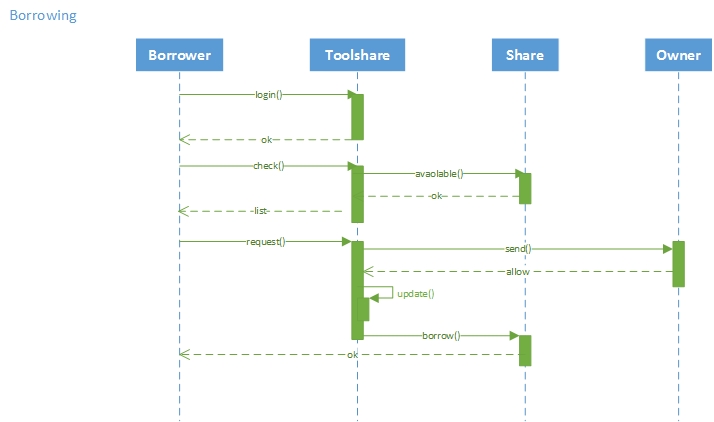 Borrowing
Borrower Toolshare Share Owner
login()
ok
check()
avaolable()
ok
list
request()
send()
allow
update()
borrow()
ok